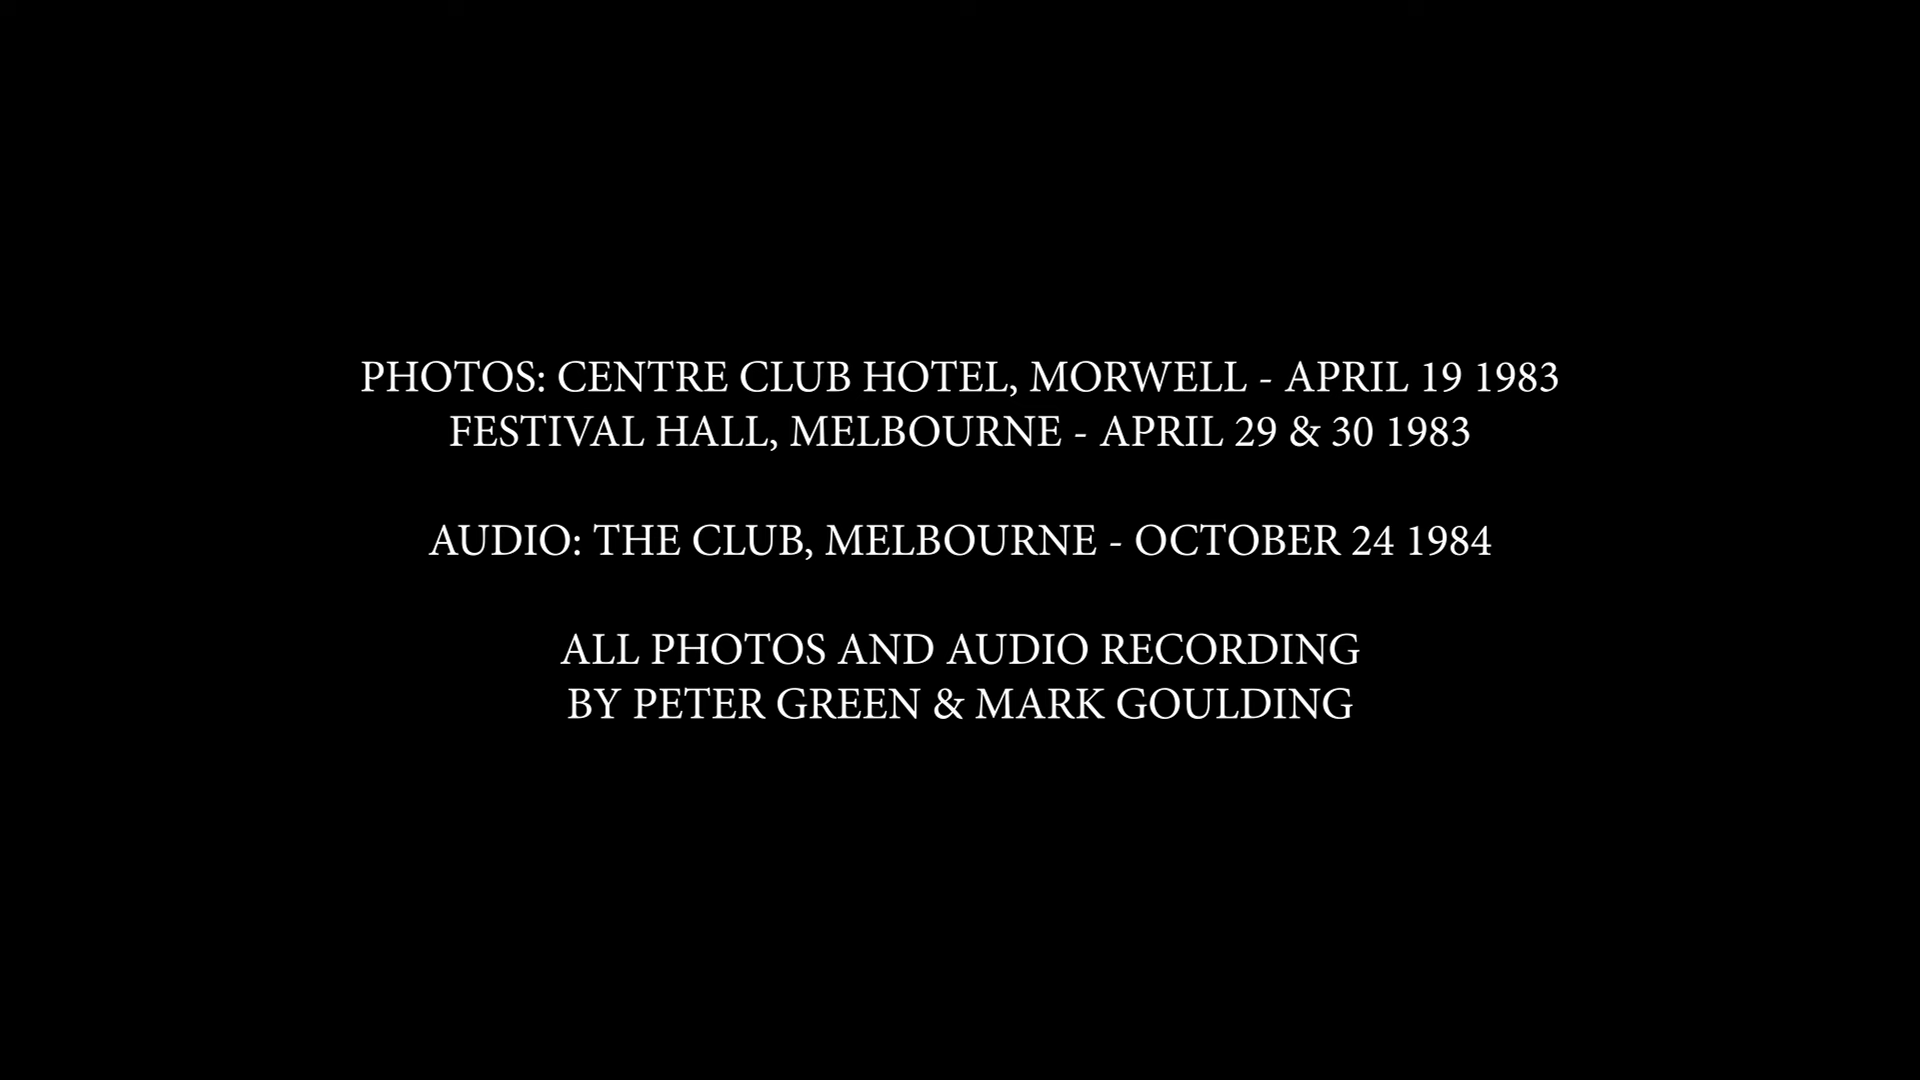 PHOTOS: CENTRE CLUB HOTEL, MORWELL - APRIL 19 1983
FESTIVAL HALL, MELBOURNE - APRIL 29 & 30 1983
AUDIO: THE CLUB, MELBOURNE - OCTOBER 24 1984
ALL PHOTOS AND AUDIO RECORDING
BY PETER GREEN & MARK GOULDING